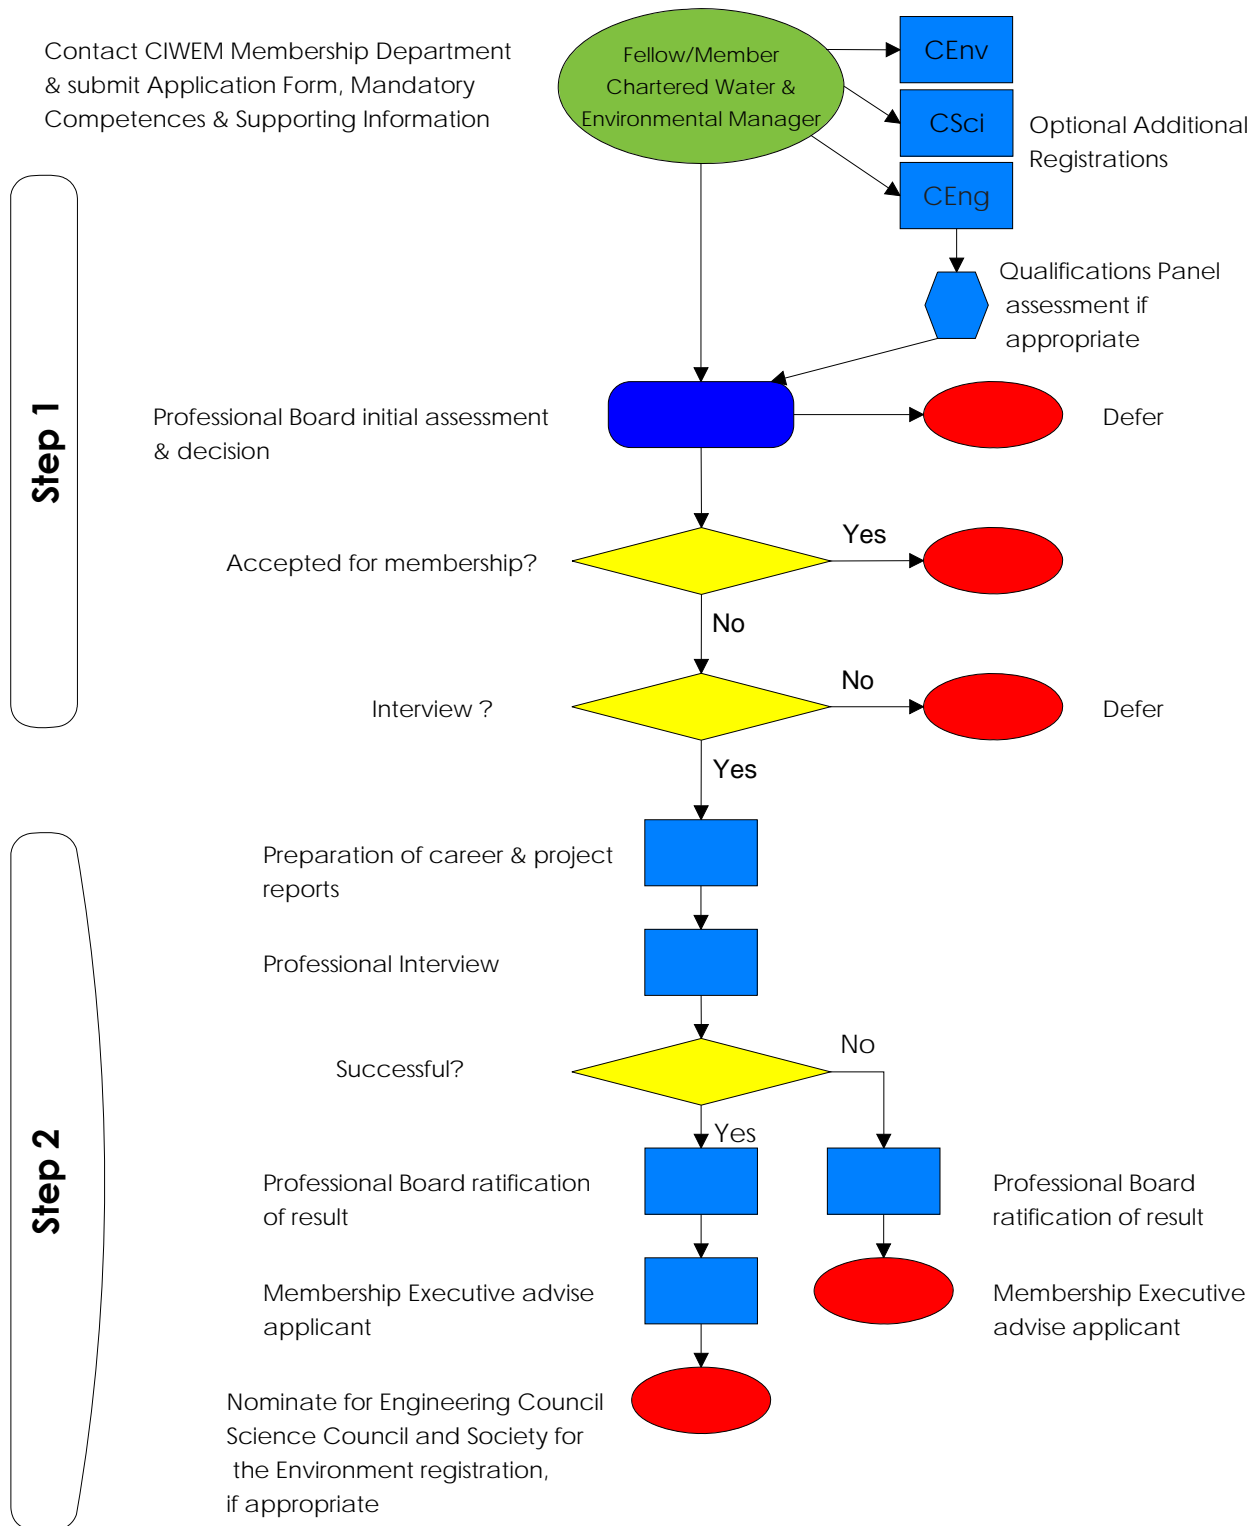 Contact CIWEM Membership Department
& submit Application Form, Mandatory
Competences & Supporting Information
Fellow/Member
Chartered Water &
Environmental Manager
CEnv
CSci
CEng
Optional Additional
Registrations
Qualifications Panel
assessment if
appropriate
Step 1
Professional Board initial assessment
& decision
Defer
Accepted for membership?
Yes
No
Interview ?
No
Defer
Yes
Step 2
Preparation of career & project
reports
Professional Interview
Successful?
No
Yes
Professional Board ratification
of result
Professional Board
ratification of result
Membership Executive advise
applicant
Membership Executive
advise applicant
Nominate for Engineering Council
Science Council and Society for
the Environment registration,
if appropriate